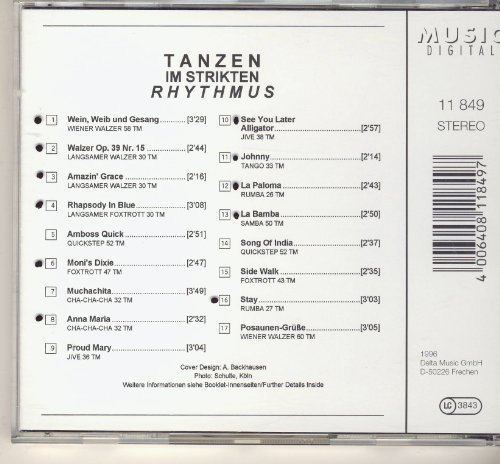 TANZEN
IM STRIKTEN
RHYTHMUS
1 Wein, Weib und Gesang [3'29]
WIENER WALZER 58 TM
2 Walzer Op. 39 Nr. 15 [2'44]
LANGSAMER WALZER 30 TM
3 Amazin' Grace [2'16]
LANGSAMER WALZER 30 TM
4 Rhapsody In Blue [3'08]
LANGSAMER FOXTROTT 30 TM
5 Amboss Quick [2'51]
QUICKSTEP 52 TM
6 Moni's Dixie [2'47]
FOXTROTT 47 TM
7 Muchachita [3'49]
CHA-CHA-CHA 32 TM
8 Anna Maria [2'32]
CHA-CHA-CHA 32 TM
9 Proud Mary [3'04]
JIVE 36 TM
10 See You Later
Alligator [2'57]
JIVE 38 TM
11 Johnny [2'14]
TANGO 33 TM
12 La Paloma [2'43]
RUMBA 26 TM
13 La Bamba [2'50]
SAMBA 50 TM
14 Song Of India [2'37]
QUICKSTEP 52 TM
15 Side Walk [2'35]
FOXTROTT 43 TM
16 Stay [3'03]
RUMBA 27 TM
17 Posaunen-Grüße [3'05]
WIENER WALZER 60 TM
Cover Design: A. Backhausen
Photo: Schulte, Köln
Weitere Informationen siehe Booklet-Innenseiten/Further Details Inside
MUSIC
DIGITAL
11 849
STEREO
4 006408 118497
1996
Delta Music GmbH
D-50226 Frechen
LC 3843